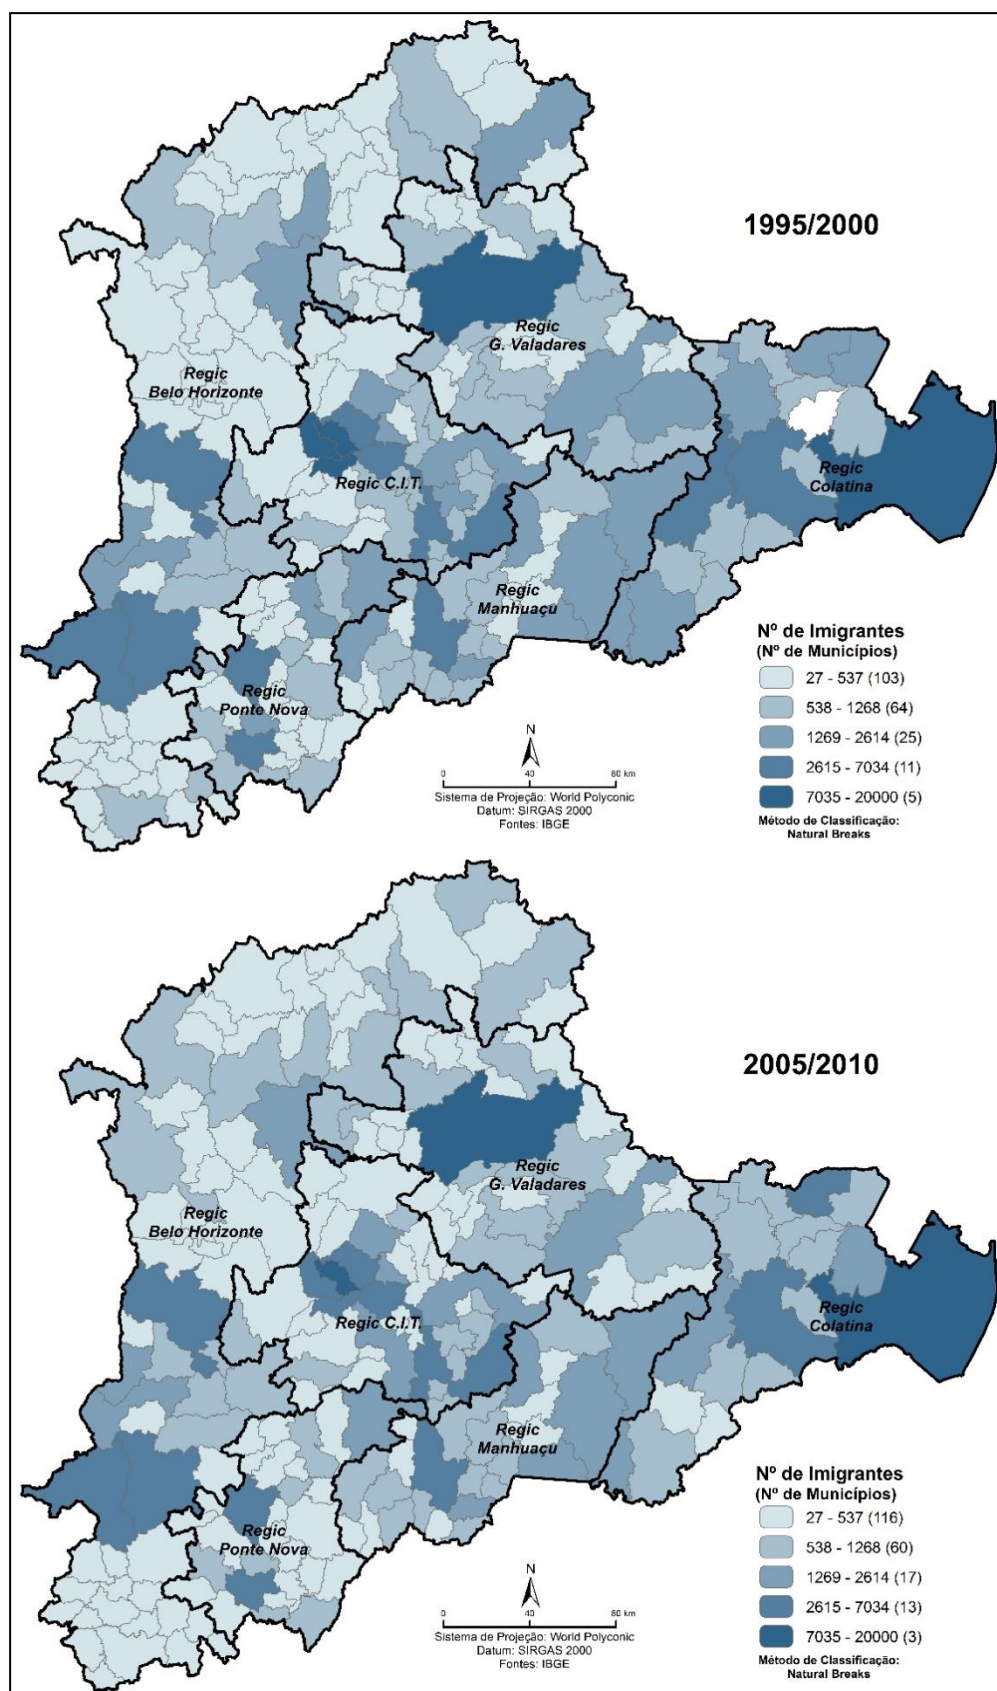 1995/2000
Regic
G. Valadares
Regic
Belo Horizonte
Regic
Colatina
Regic C.I.T.
Regic
Manhuaçu
Regic
Ponte Nova
Nº de Imigrantes
(Nº de Municípios)
27 - 537 (103)
538 - 1268 (64)
1269 - 2614 (25)
2615 - 7034 (11)
7035 - 20000 (5)
Método de Classificação:
Natural Breaks
N
0 40 80 km
Sistema de Projeção: World Polyconic
Datum: SIRGAS 2000
Fontes: IBGE
2005/2010
Regic
G. Valadares
Regic
Belo Horizonte
Regic
Colatina
Regic C.I.T.
Regic
Manhuaçu
Regic
Ponte Nova
Nº de Imigrantes
(Nº de Municípios)
27 - 537 (116)
538 - 1268 (60)
1269 - 2614 (17)
2615 - 7034 (13)
7035 - 20000 (3)
Método de Classificação:
Natural Breaks
N
0 40 80 km
Sistema de Projeção: World Polyconic
Datum: SIRGAS 2000
Fontes: IBGE